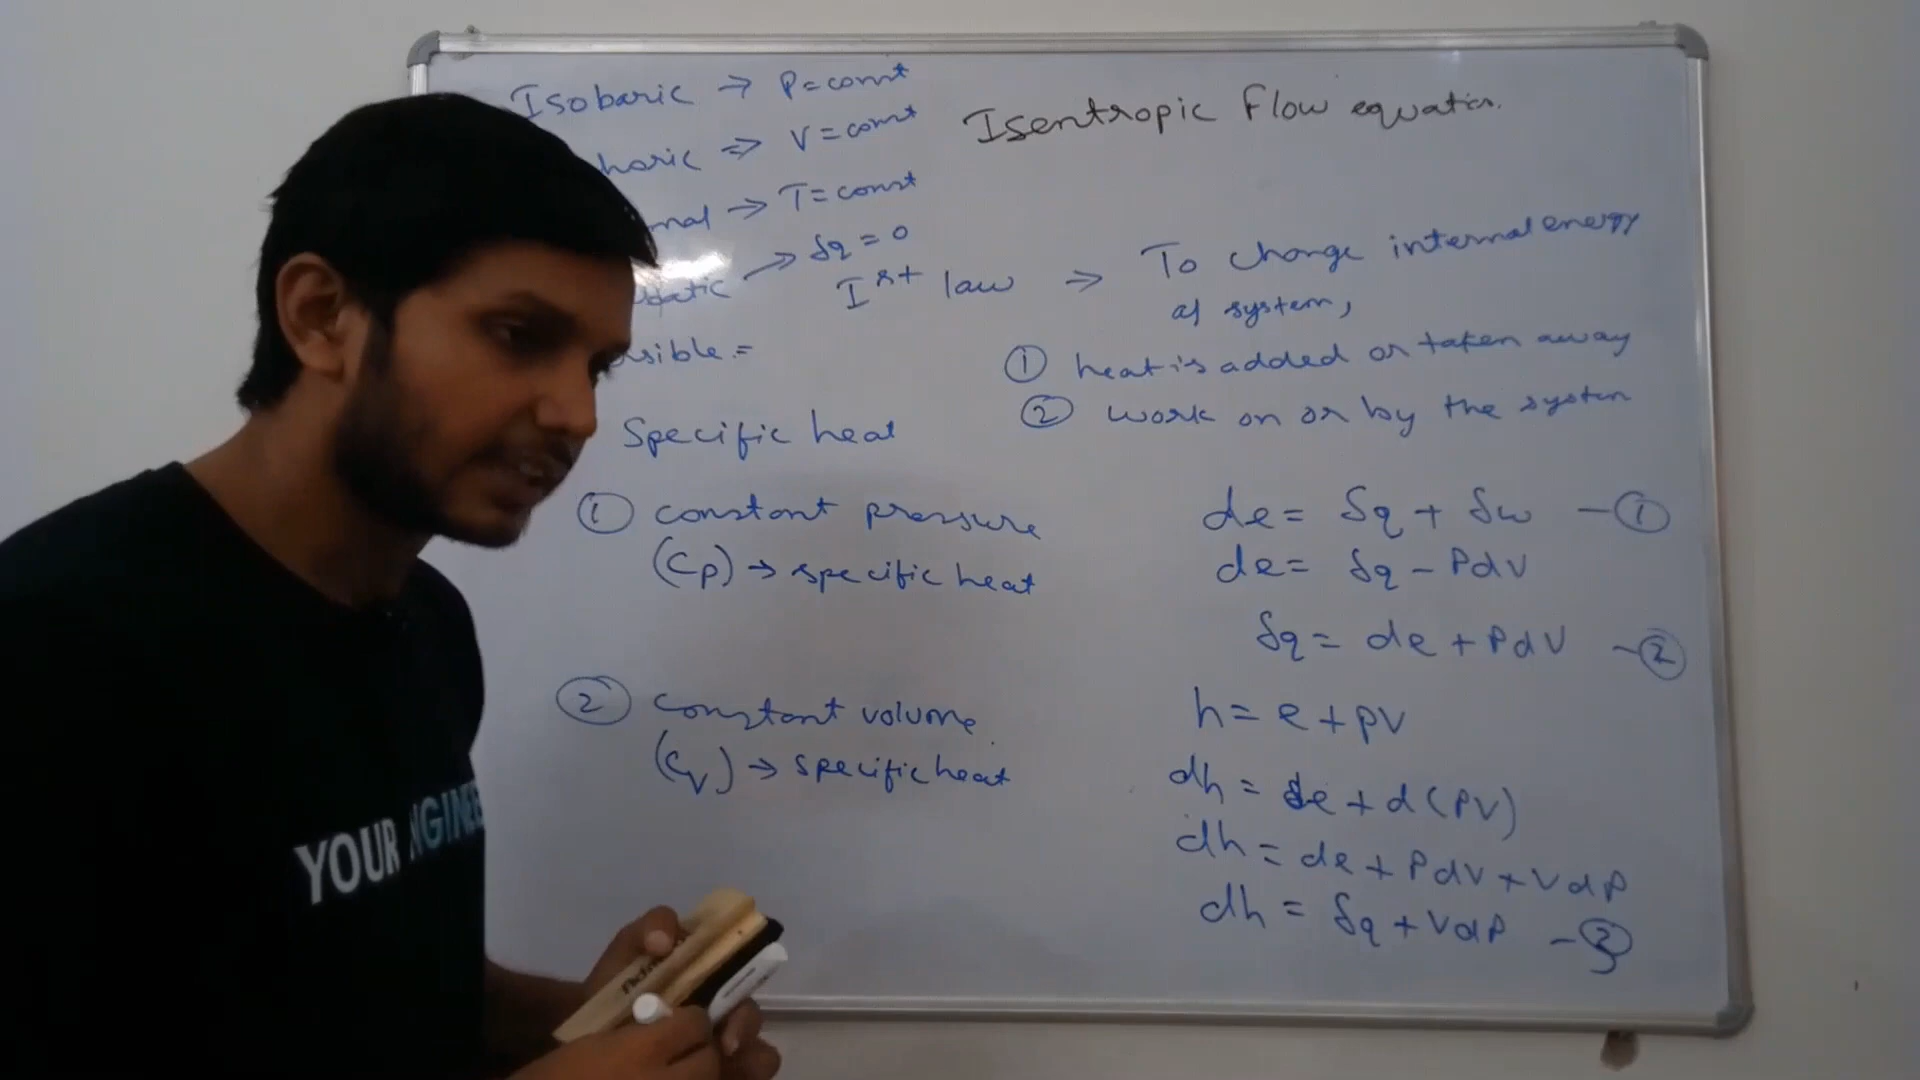 Isobaric → P = const
horic ⇒ V = const
mal → T = const
batic → δq = 0
sible =
Specific heat
① constant pressure
(Cp) → specific heat
② constant volume
(Cv) → specific heat
Isentropic Flow equation.
Ist law ⇒ To change internal energy
of system,
① heat is added or taken away
② work on or by the system
de = δq + δw —①
de = δq - Pdv
δq = de + Pdv —②
h = e + pv
dh = de + d(PV)
dh = de + Pdv + vdp
dh = δq + vdp —③
YOUR NGINEE